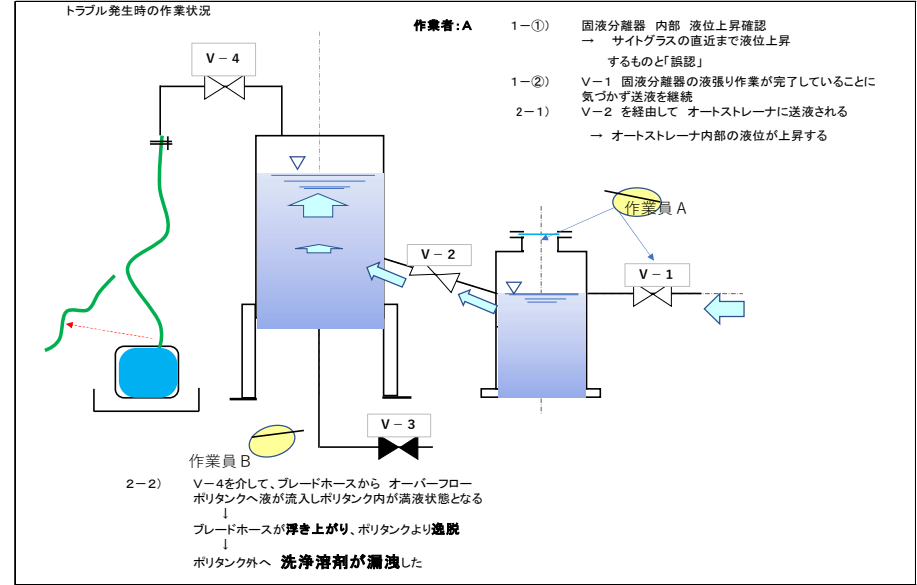 トラブル発生時の作業状況
作業者:A
1-①) 固液分離器 内部 液位上昇確認
→ サイトグラスの直近まで液位上昇
するものと「誤認」
1-②) V-1 固液分離器の液張り作業が完了していることに
気づかず送液を継続
2-1) V-2 を経由して オートストレーナに送液される
→ オートストレーナ内部の液位が上昇する
V-4
作業員A
V-2
V-1
V-3
作業員B
2-2) V-4を介して、ブレードホースから オーバーフロー
ポリタンクへ液が流入しポリタンク内が満液状態となる
↓
ブレードホースが浮き上がり、ポリタンクより逸脱
↓
ポリタンク外へ 洗浄溶剤が漏洩した